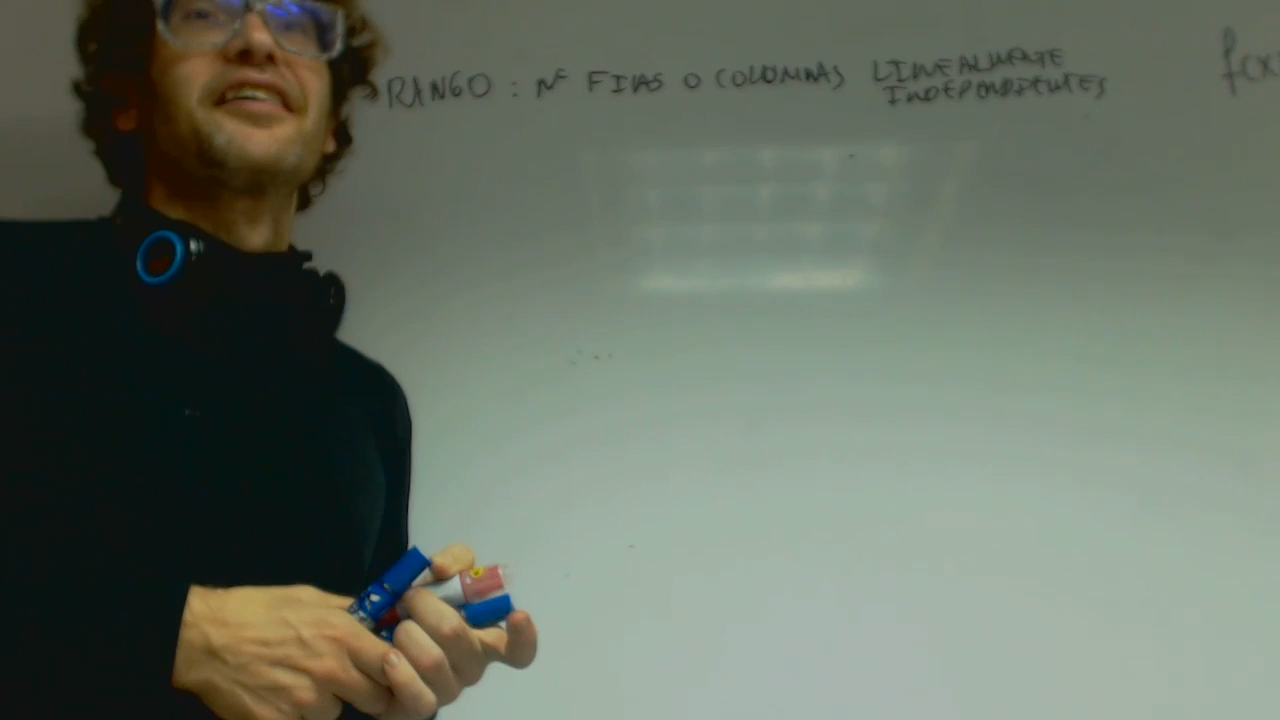 RANGO : Nº FILAS O COLUMNAS LINEALMENTE
INDEPENDIENTES